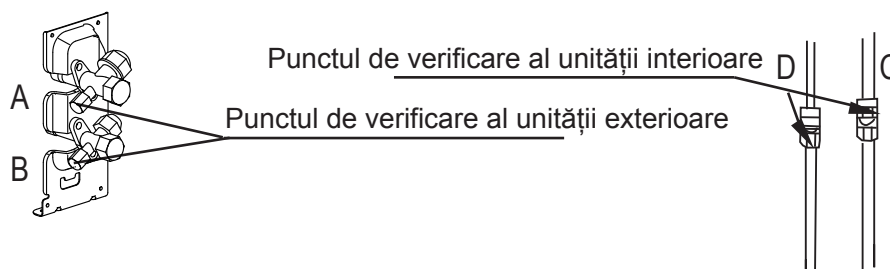 Punctul de verificare al unității interioare
D
C
A
Punctul de verificare al unității exterioare
B